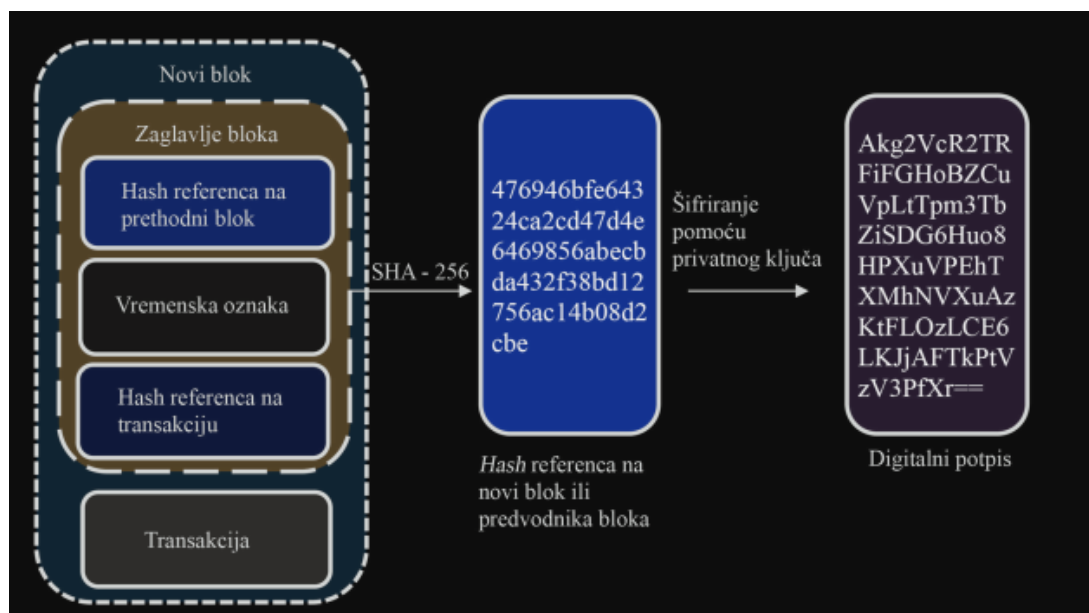 Novi blok
Zaglavlje bloka
Hash referenca na
prethodni blok
Vremenska oznaka
Hash referenca na
transakciju
Transakcija
SHA - 256
476946bfe643
24ca2cd47d4e
6469856abecb
da432f38bd12
756ac14b08d2
cbe
Hash referenca na
novi blok ili
predvodnika bloka
Šifriranje
pomoću
privatnog ključa
Akg2VcR2TR
FiFGHoBZCu
VpLtTpm3Tb
ZiSDG6Huo8
HPXuVPEhT
XMhNVXuAz
KtFLOzLCE6
LKJjAFTkPtV
zV3PfXr==
Digitalni potpis